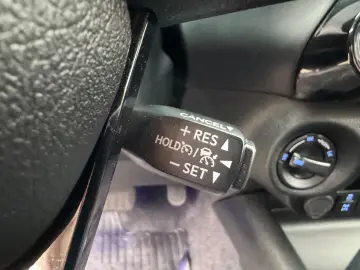 CANCEL
+ RES
HOLD /
− SET